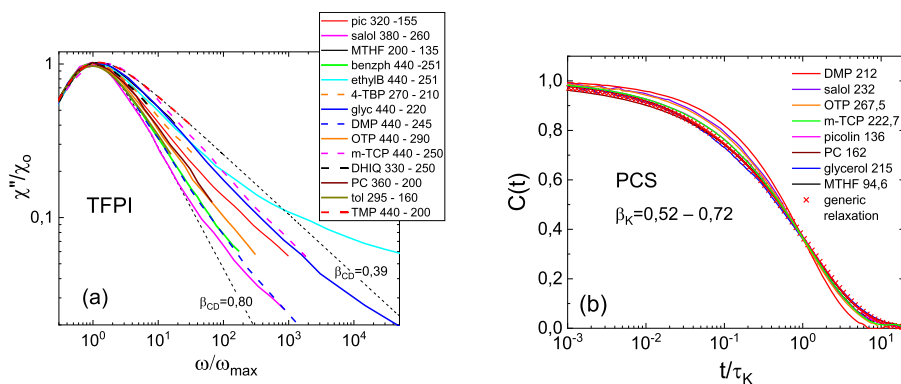 pic 320 -155
salol 380 - 260
MTHF 200 - 135
benzph 440 -251
ethylB 440 - 251
4-TBP 270 - 210
glyc 440 - 220
DMP 440 - 245
OTP 440 - 290
m-TCP 440 - 250
DHIQ 330 - 250
PC 360 - 200
tol 295 - 160
TMP 440 - 200
1
0,1
χ''/χo
TFPI
(a)
βCD=0,80
βCD=0,39
10^0 10^1 10^2 10^3 10^4
ω/ωmax
DMP 212
salol 232
OTP 267,5
m-TCP 222,7
picolin 136
PC 162
glycerol 215
MTHF 94,6
generic
relaxation
1,0
0,8
0,6
0,4
0,2
0,0
C(t)
PCS
βK=0,52 – 0,72
(b)
10^-3 10^-2 10^-1 10^0 10^1
t/τK